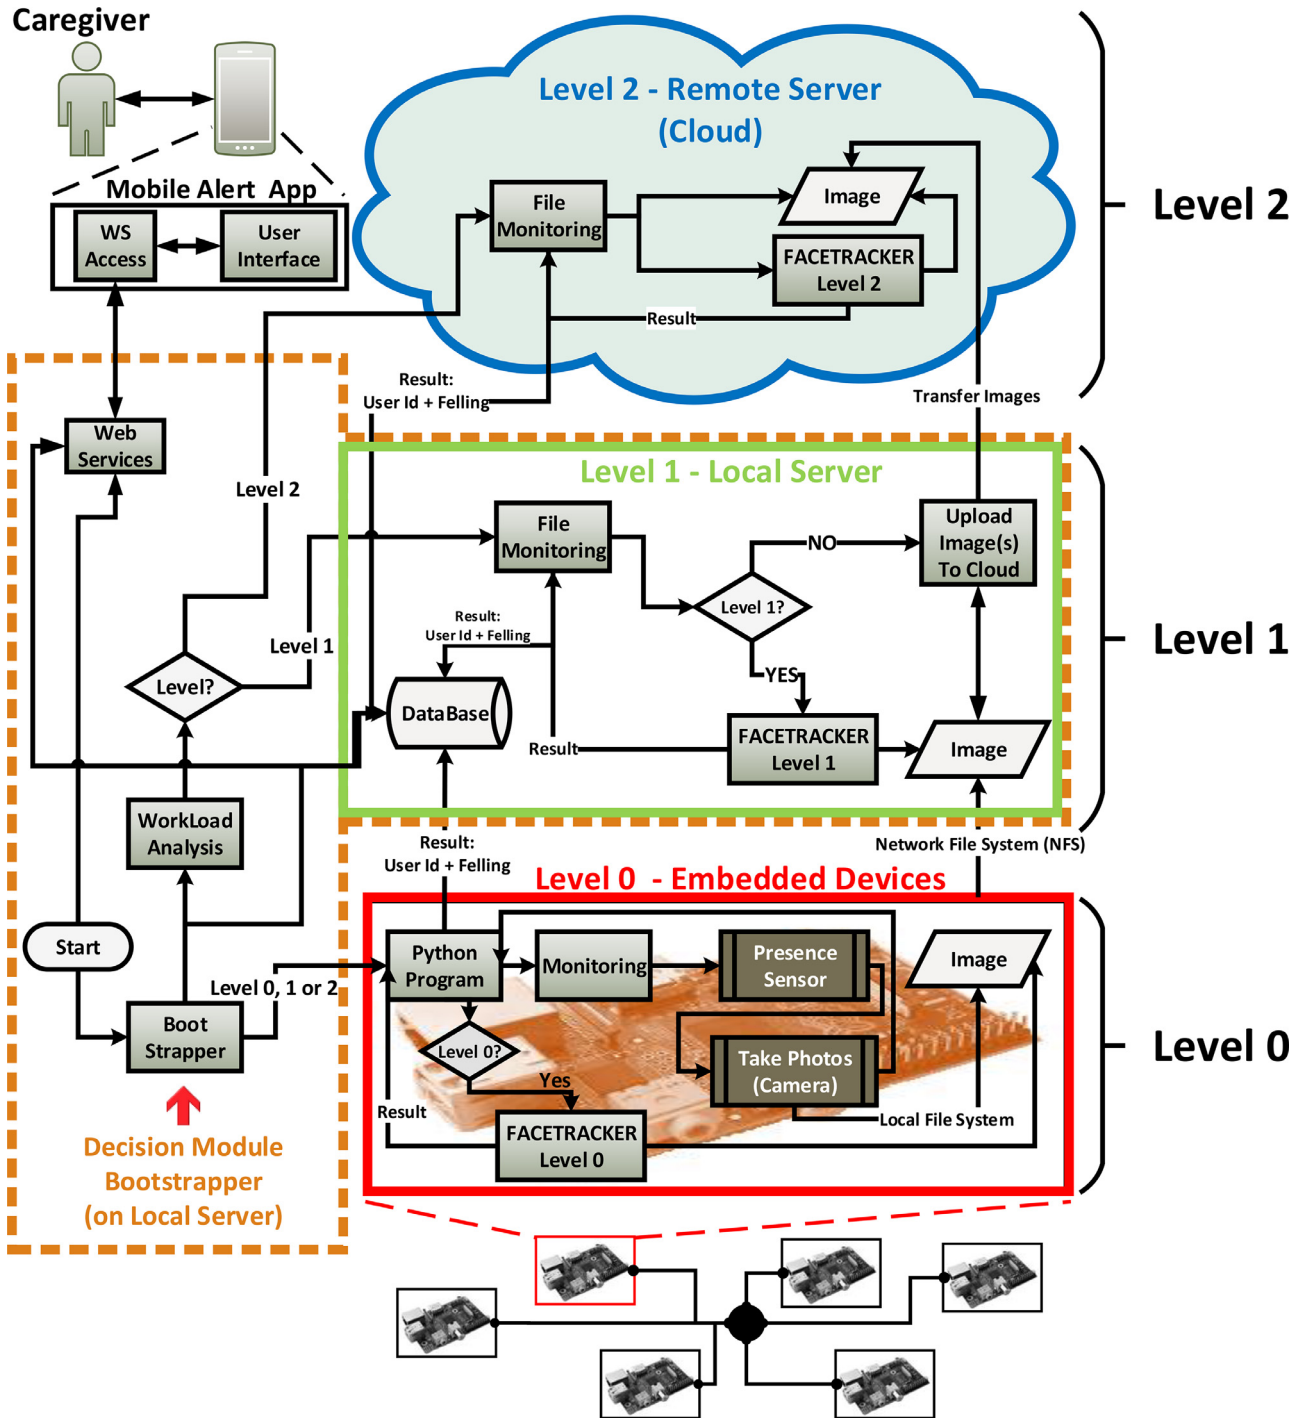 Caregiver
Level 2 - Remote Server
(Cloud)
Mobile Alert App
WS
Access
User
Interface
File
Monitoring
Image
FACETRACKER
Level 2
Result
Level 2
Result:
User Id + Felling
Transfer Images
Web
Services
Level 2
Level 1 - Local Server
File
Monitoring
NO
Upload
Image(s)
To Cloud
Level 1?
Result:
User Id + Felling
Level 1
Level 1
YES
Level?
DataBase
Result
FACETRACKER
Level 1
Image
WorkLoad
Analysis
Result:
User Id + Felling
Network File System (NFS)
Level 0 - Embedded Devices
Start
Python
Program
Monitoring
Presence
Sensor
Image
Level 0, 1 or 2
Boot
Strapper
Level 0?
Take Photos
(Camera)
Level 0
Yes
Result
Local File System
FACETRACKER
Level 0
Decision Module
Bootstrapper
(on Local Server)